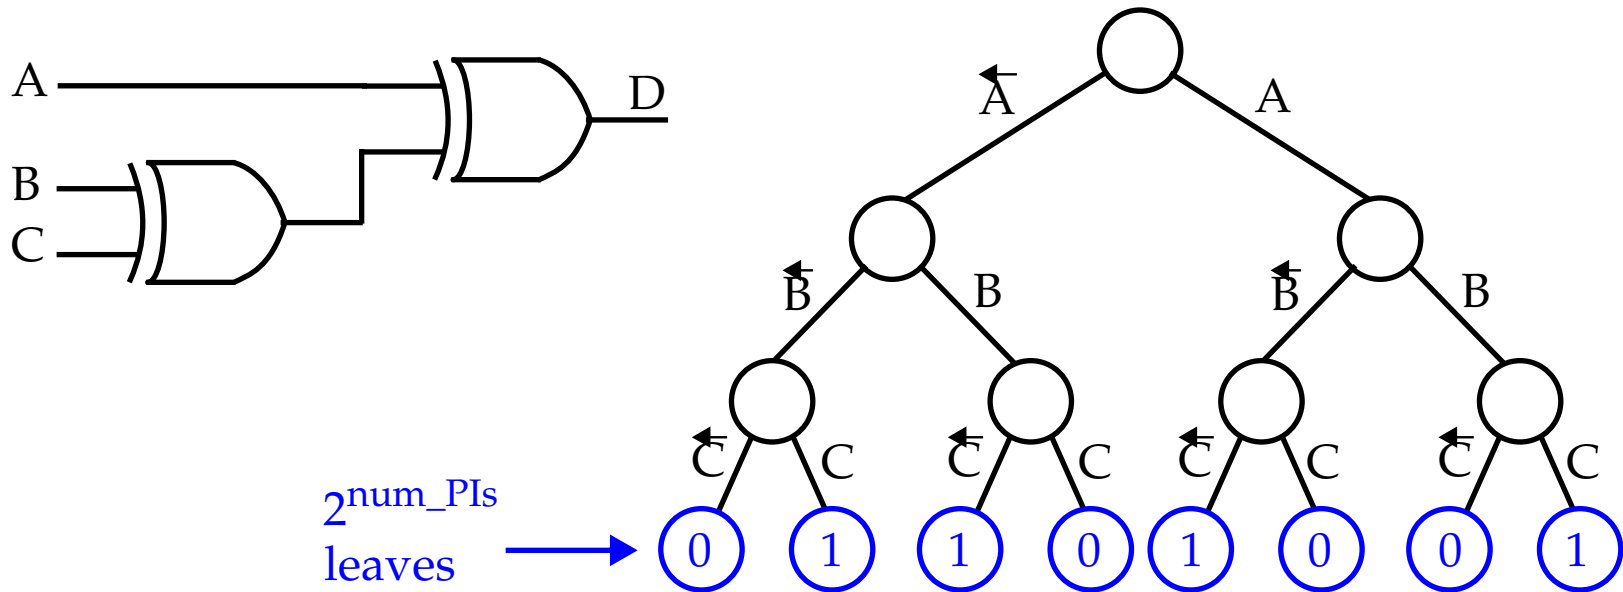 A
D
B
C
A̅ A
B̅ B B̅ B
C̅ C C̅ C C̅ C C̅ C
2^num_PIs
leaves
0 1 1 0 1 0 0 1